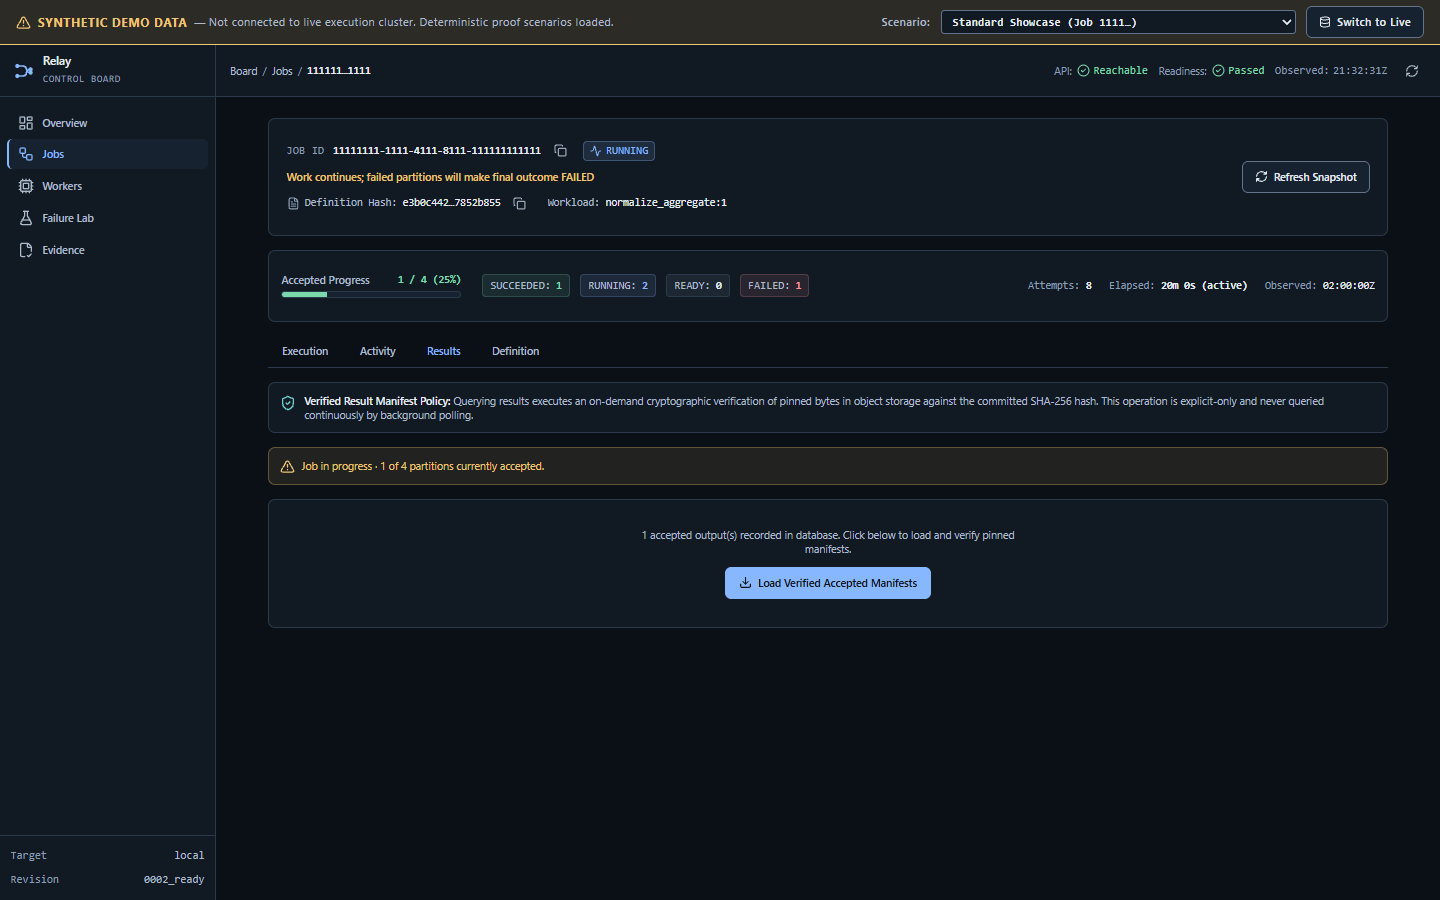 SYNTHETIC DEMO DATA — Not connected to live execution cluster. Deterministic proof scenarios loaded.
Scenario: Standard Showcase (Job 1111…) Switch to Live
Relay
CONTROL BOARD
Board / Jobs / 111111…1111
API: Reachable Readiness: Passed Observed: 21:32:31Z
Overview
Jobs
Workers
Failure Lab
Evidence
JOB ID 11111111-1111-4111-8111-111111111111 RUNNING
Work continues; failed partitions will make final outcome FAILED
Definition Hash: e3b0c442…7852b855 Workload: normalize_aggregate:1
Refresh Snapshot
Accepted Progress 1 / 4 (25%)
SUCCEEDED: 1 RUNNING: 2 READY: 0 FAILED: 1
Attempts: 8 Elapsed: 20m 0s (active) Observed: 02:00:00Z
Execution Activity Results Definition
Verified Result Manifest Policy: Querying results executes an on-demand cryptographic verification of pinned bytes in object storage against the committed SHA-256 hash. This operation is explicit-only and never queried
continuously by background polling.
Job in progress · 1 of 4 partitions currently accepted.
1 accepted output(s) recorded in database. Click below to load and verify pinned
manifests.
Load Verified Accepted Manifests
Target local
Revision 0002_ready